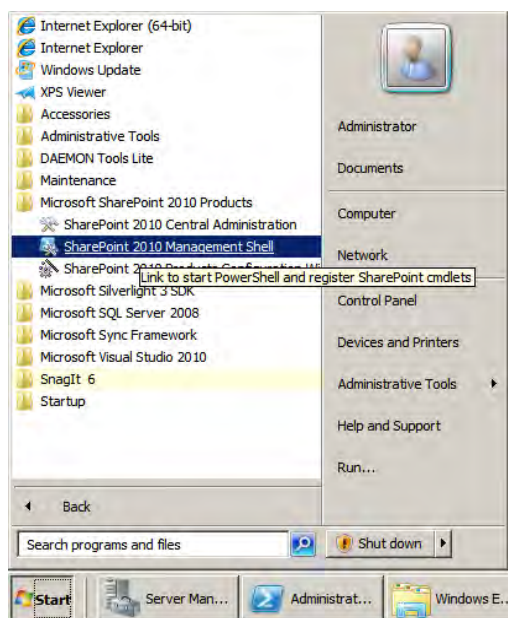 Internet Explorer (64-bit)
Internet Explorer
Windows Update
XPS Viewer
Accessories
Administrative Tools
DAEMON Tools Lite
Maintenance
Microsoft SharePoint 2010 Products
SharePoint 2010 Central Administration
SharePoint 2010 Management Shell
SharePoint 2010 Products Configuration Wi
Link to start PowerShell and register SharePoint cmdlets
Microsoft Silverlight 3 SDK
Microsoft SQL Server 2008
Microsoft Sync Framework
Microsoft Visual Studio 2010
SnagIt 6
Startup
Back
Search programs and files
Administrator
Documents
Computer
Network
Control Panel
Devices and Printers
Administrative Tools
Help and Support
Run...
Shut down
Start
Server Man...
Administrat...
Windows E..